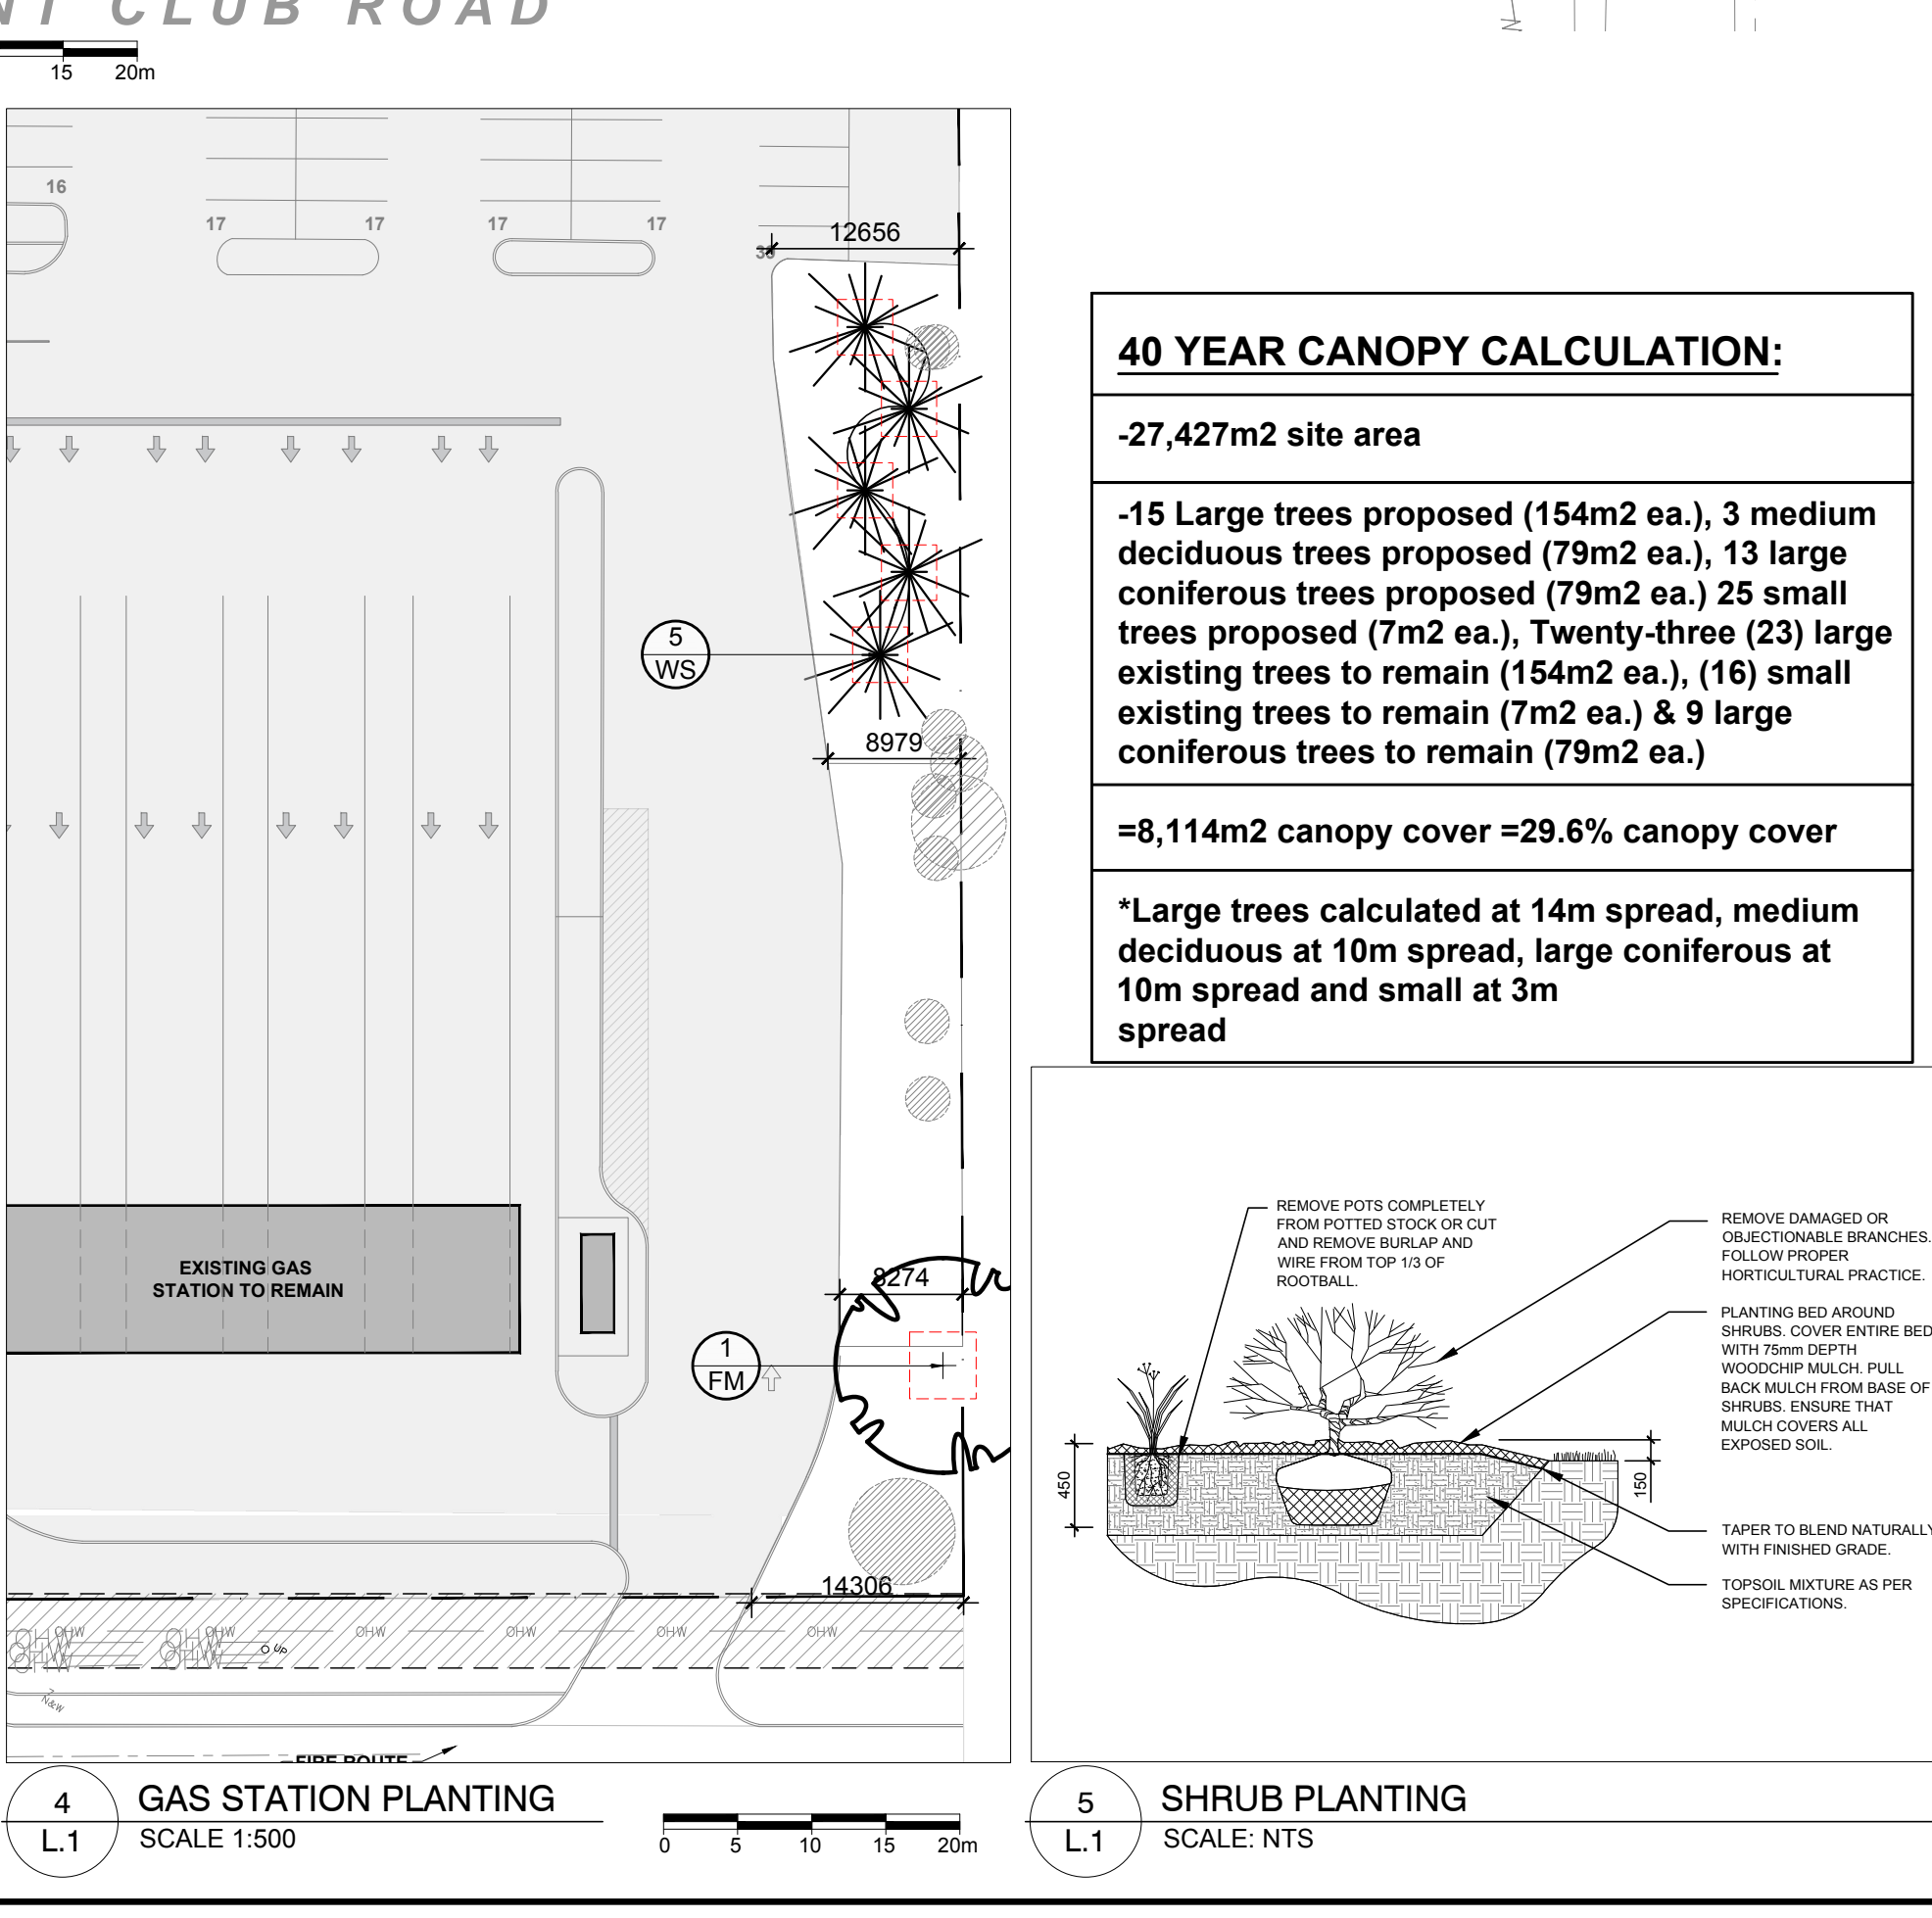 CLUB ROAD
15 20m
16
17 17 17 17
12656
5
WS
8979
EXISTING GAS
STATION TO REMAIN
8274
1
FM
14306
OHW OHW OHW OHW OHW OHW
OHW OHW
UP
N&W
FIRE ROUTE
4
L.1
GAS STATION PLANTING
SCALE 1:500
0 5 10 15 20m
40 YEAR CANOPY CALCULATION:
-27,427m2 site area
-15 Large trees proposed (154m2 ea.), 3 medium
deciduous trees proposed (79m2 ea.), 13 large
coniferous trees proposed (79m2 ea.) 25 small
trees proposed (7m2 ea.), Twenty-three (23) large
existing trees to remain (154m2 ea.), (16) small
existing trees to remain (7m2 ea.) & 9 large
coniferous trees to remain (79m2 ea.)
=8,114m2 canopy cover =29.6% canopy cover
*Large trees calculated at 14m spread, medium
deciduous at 10m spread, large coniferous at
10m spread and small at 3m
spread
REMOVE POTS COMPLETELY
FROM POTTED STOCK OR CUT
AND REMOVE BURLAP AND
WIRE FROM TOP 1/3 OF
ROOTBALL.
REMOVE DAMAGED OR
OBJECTIONABLE BRANCHES.
FOLLOW PROPER
HORTICULTURAL PRACTICE.
PLANTING BED AROUND
SHRUBS. COVER ENTIRE BED
WITH 75mm DEPTH
WOODCHIP MULCH. PULL
BACK MULCH FROM BASE OF
SHRUBS. ENSURE THAT
MULCH COVERS ALL
EXPOSED SOIL.
450
150
TAPER TO BLEND NATURALLY
WITH FINISHED GRADE.
TOPSOIL MIXTURE AS PER
SPECIFICATIONS.
5
L.1
SHRUB PLANTING
SCALE: NTS